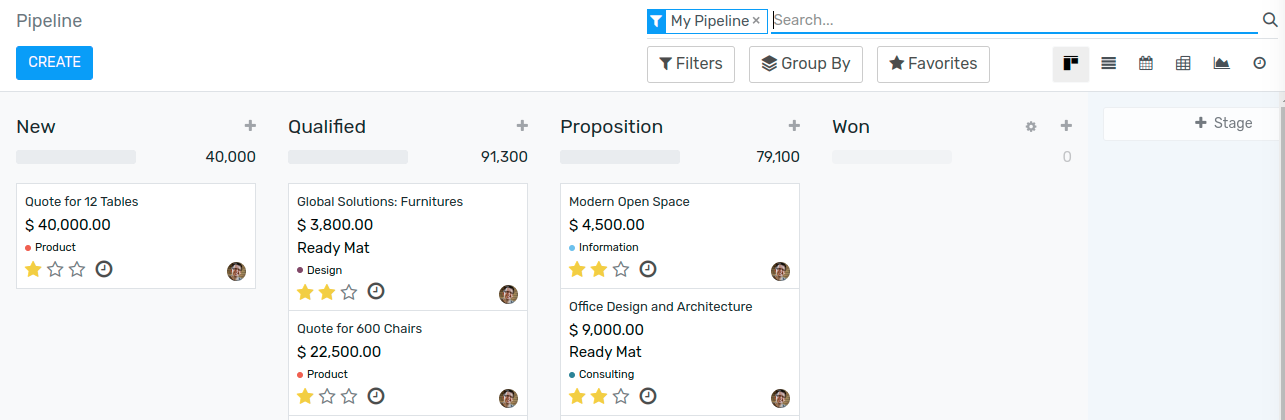 Pipeline
My Pipeline ×
Search...
CREATE
Filters
Group By
Favorites
New
40,000
Quote for 12 Tables
$ 40,000.00
Product
Qualified
91,300
Global Solutions: Furnitures
$ 3,800.00
Ready Mat
Design
Quote for 600 Chairs
$ 22,500.00
Product
Proposition
79,100
Modern Open Space
$ 4,500.00
Information
Office Design and Architecture
$ 9,000.00
Ready Mat
Consulting
Won
0
+ Stage